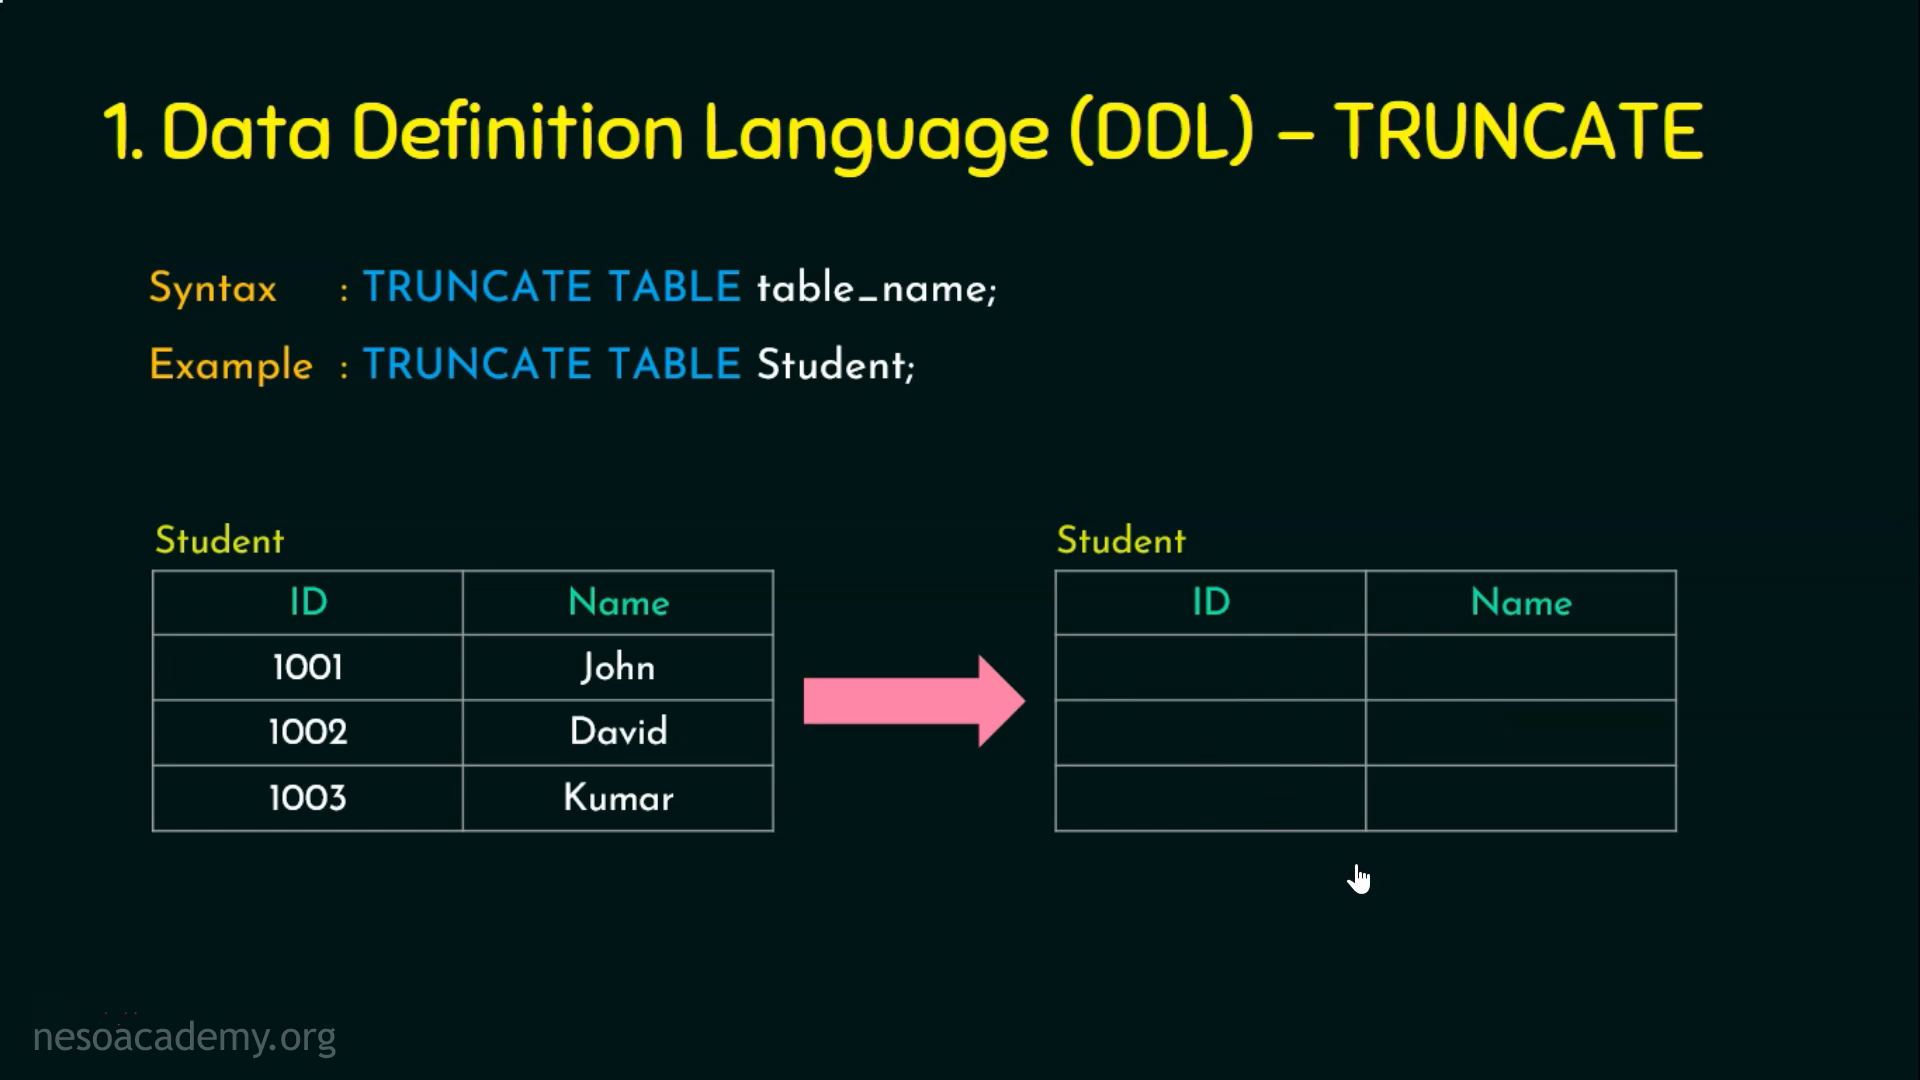 1. Data Definition Language (DDL) – TRUNCATE
Syntax : TRUNCATE TABLE table_name;
Example : TRUNCATE TABLE Student;
Student
ID Name
1001 John
1002 David
1003 Kumar
Student
ID Name
nesoacademy.org